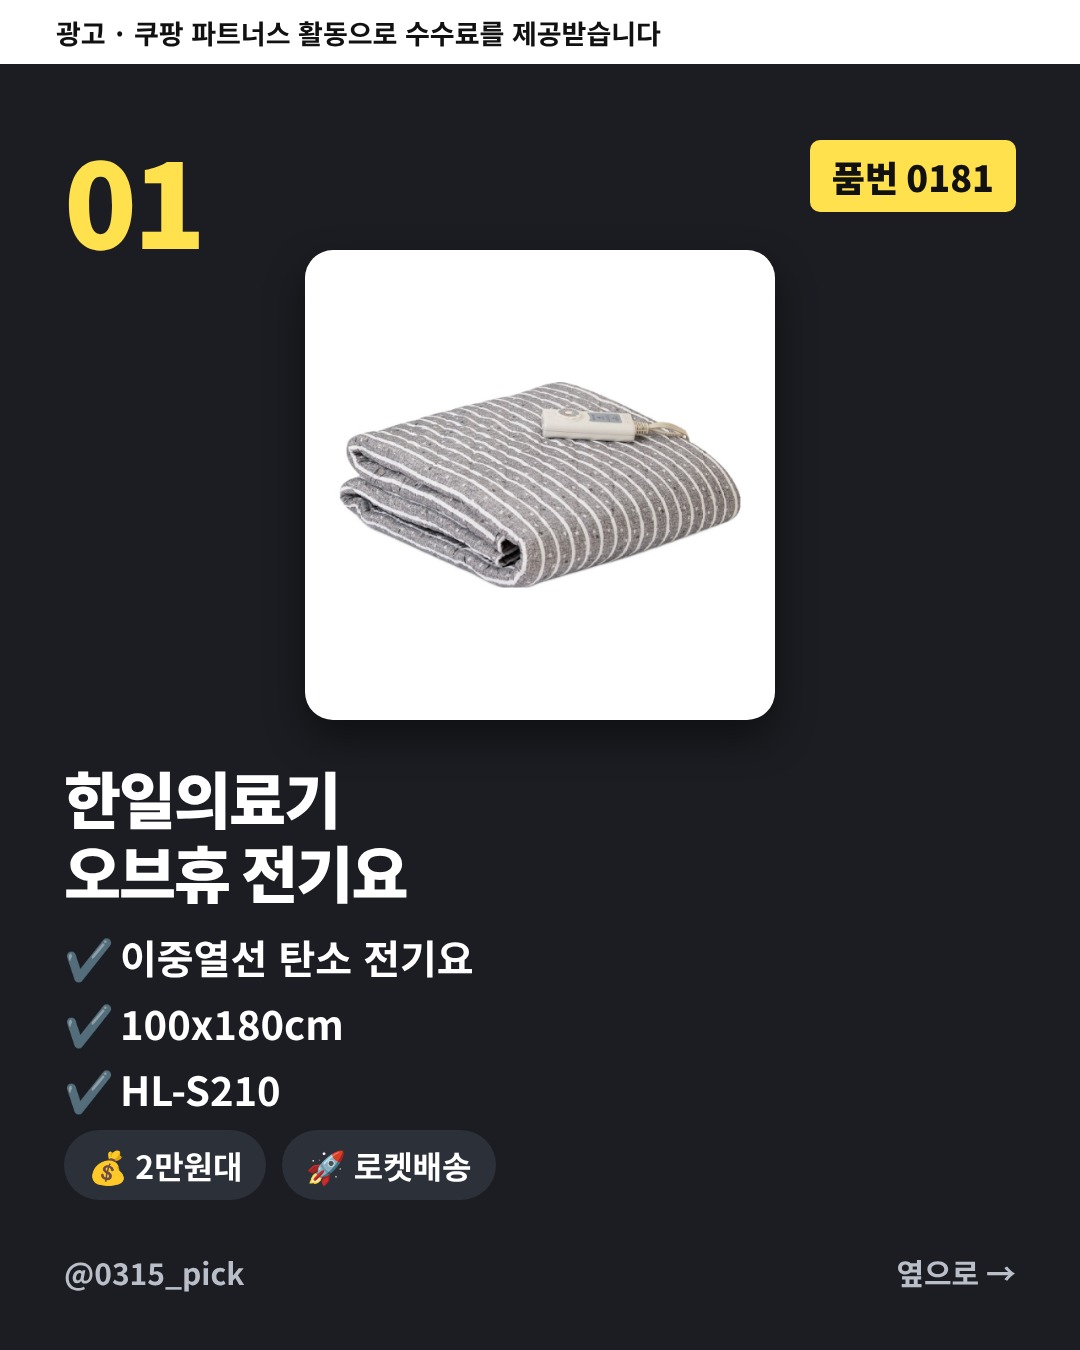 광고 · 쿠팡 파트너스 활동으로 수수료를 제공받습니다
01
품번 0181
한일의료기
오브휴 전기요
✔️ 이중열선 탄소 전기요
✔️ 100x180cm
✔️ HL-S210
💰 2만원대
🚀 로켓배송
@0315_pick
옆으로 →